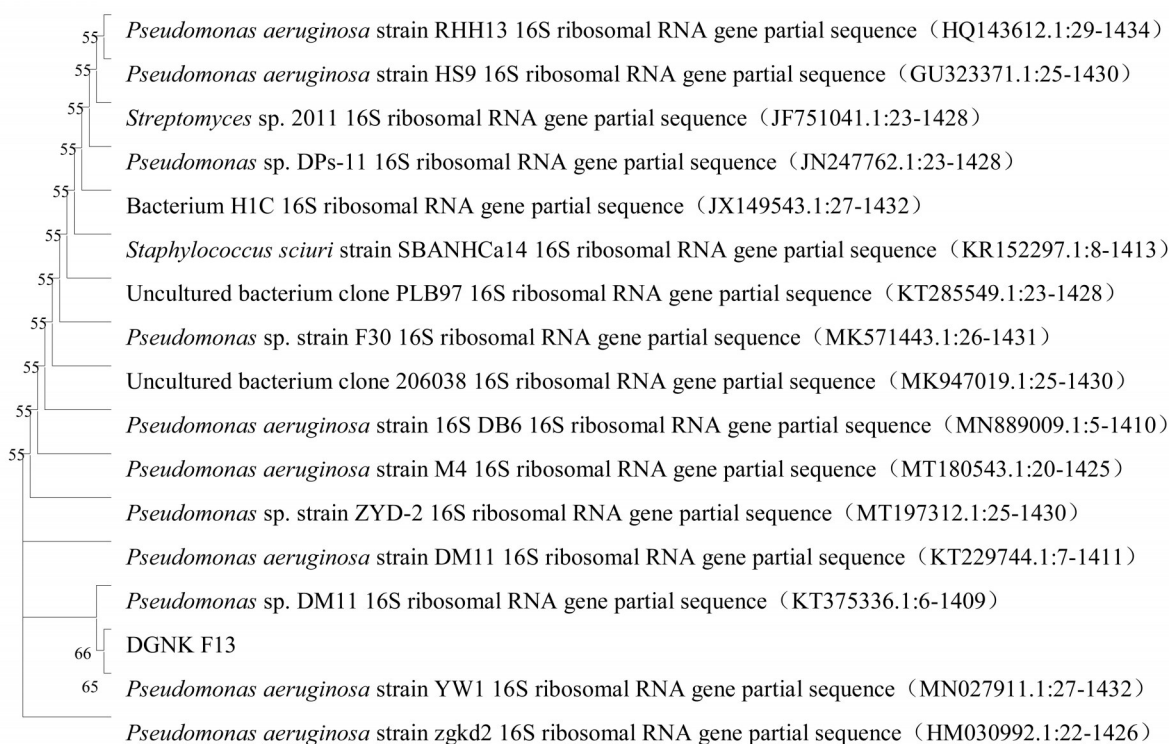 Pseudomonas aeruginosa strain RHH13 16S ribosomal RNA gene partial sequence（HQ143612.1:29-1434）
55
Pseudomonas aeruginosa strain HS9 16S ribosomal RNA gene partial sequence（GU323371.1:25-1430）
55
55
Streptomyces sp. 2011 16S ribosomal RNA gene partial sequence（JF751041.1:23-1428）
55
Pseudomonas sp. DPs-11 16S ribosomal RNA gene partial sequence（JN247762.1:23-1428）
55
Bacterium H1C 16S ribosomal RNA gene partial sequence（JX149543.1:27-1432）
55
Staphylococcus sciuri strain SBANHCa14 16S ribosomal RNA gene partial sequence（KR152297.1:8-1413）
55
Uncultured bacterium clone PLB97 16S ribosomal RNA gene partial sequence（KT285549.1:23-1428）
55
Pseudomonas sp. strain F30 16S ribosomal RNA gene partial sequence（MK571443.1:26-1431）
55
Uncultured bacterium clone 206038 16S ribosomal RNA gene partial sequence（MK947019.1:25-1430）
55
Pseudomonas aeruginosa strain 16S DB6 16S ribosomal RNA gene partial sequence（MN889009.1:5-1410）
55
Pseudomonas aeruginosa strain M4 16S ribosomal RNA gene partial sequence（MT180543.1:20-1425）
Pseudomonas sp. strain ZYD-2 16S ribosomal RNA gene partial sequence（MT197312.1:25-1430）
Pseudomonas aeruginosa strain DM11 16S ribosomal RNA gene partial sequence（KT229744.1:7-1411）
Pseudomonas sp. DM11 16S ribosomal RNA gene partial sequence（KT375336.1:6-1409）
DGNK F13
66
65
Pseudomonas aeruginosa strain YW1 16S ribosomal RNA gene partial sequence（MN027911.1:27-1432）
Pseudomonas aeruginosa strain zgkd2 16S ribosomal RNA gene partial sequence（HM030992.1:22-1426）